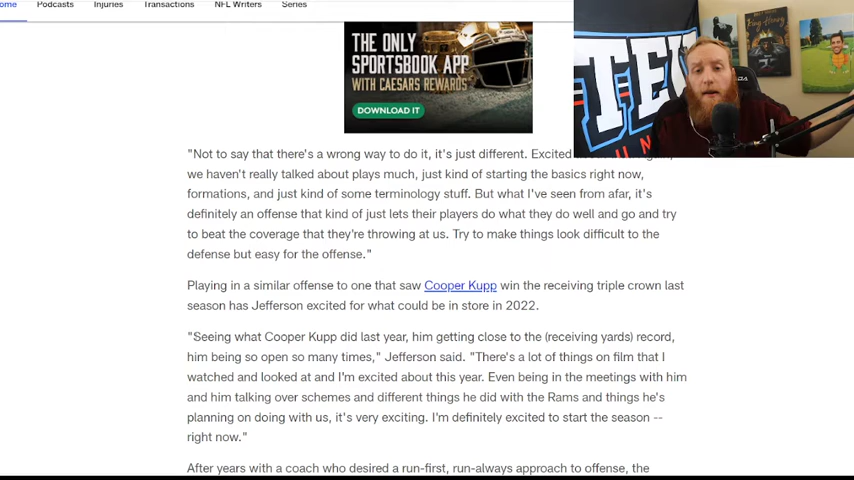 ome Podcasts Injuries Transactions NFL Writers Series
THE ONLY
SPORTSBOOK APP
WITH CAESARS REWARDS
DOWNLOAD IT
"Not to say that there's a wrong way to do it, it's just different. Excited
we haven't really talked about plays much, just kind of starting the basics right now,
formations, and just kind of some terminology stuff. But what I've seen from afar, it's
definitely an offense that kind of just lets their players do what they do well and go and try
to beat the coverage that they're throwing at us. Try to make things look difficult to the
defense but easy for the offense."
Playing in a similar offense to one that saw Cooper Kupp win the receiving triple crown last
season has Jefferson excited for what could be in store in 2022.
"Seeing what Cooper Kupp did last year, him getting close to the (receiving yards) record,
him being so open so many times," Jefferson said. "There's a lot of things on film that I
watched and looked at and I'm excited about this year. Even being in the meetings with him
and him talking over schemes and different things he did with the Rams and things he's
planning on doing with us, it's very exciting. I'm definitely excited to start the season --
right now."
After years with a coach who desired a run-first, run-always approach to offense, the